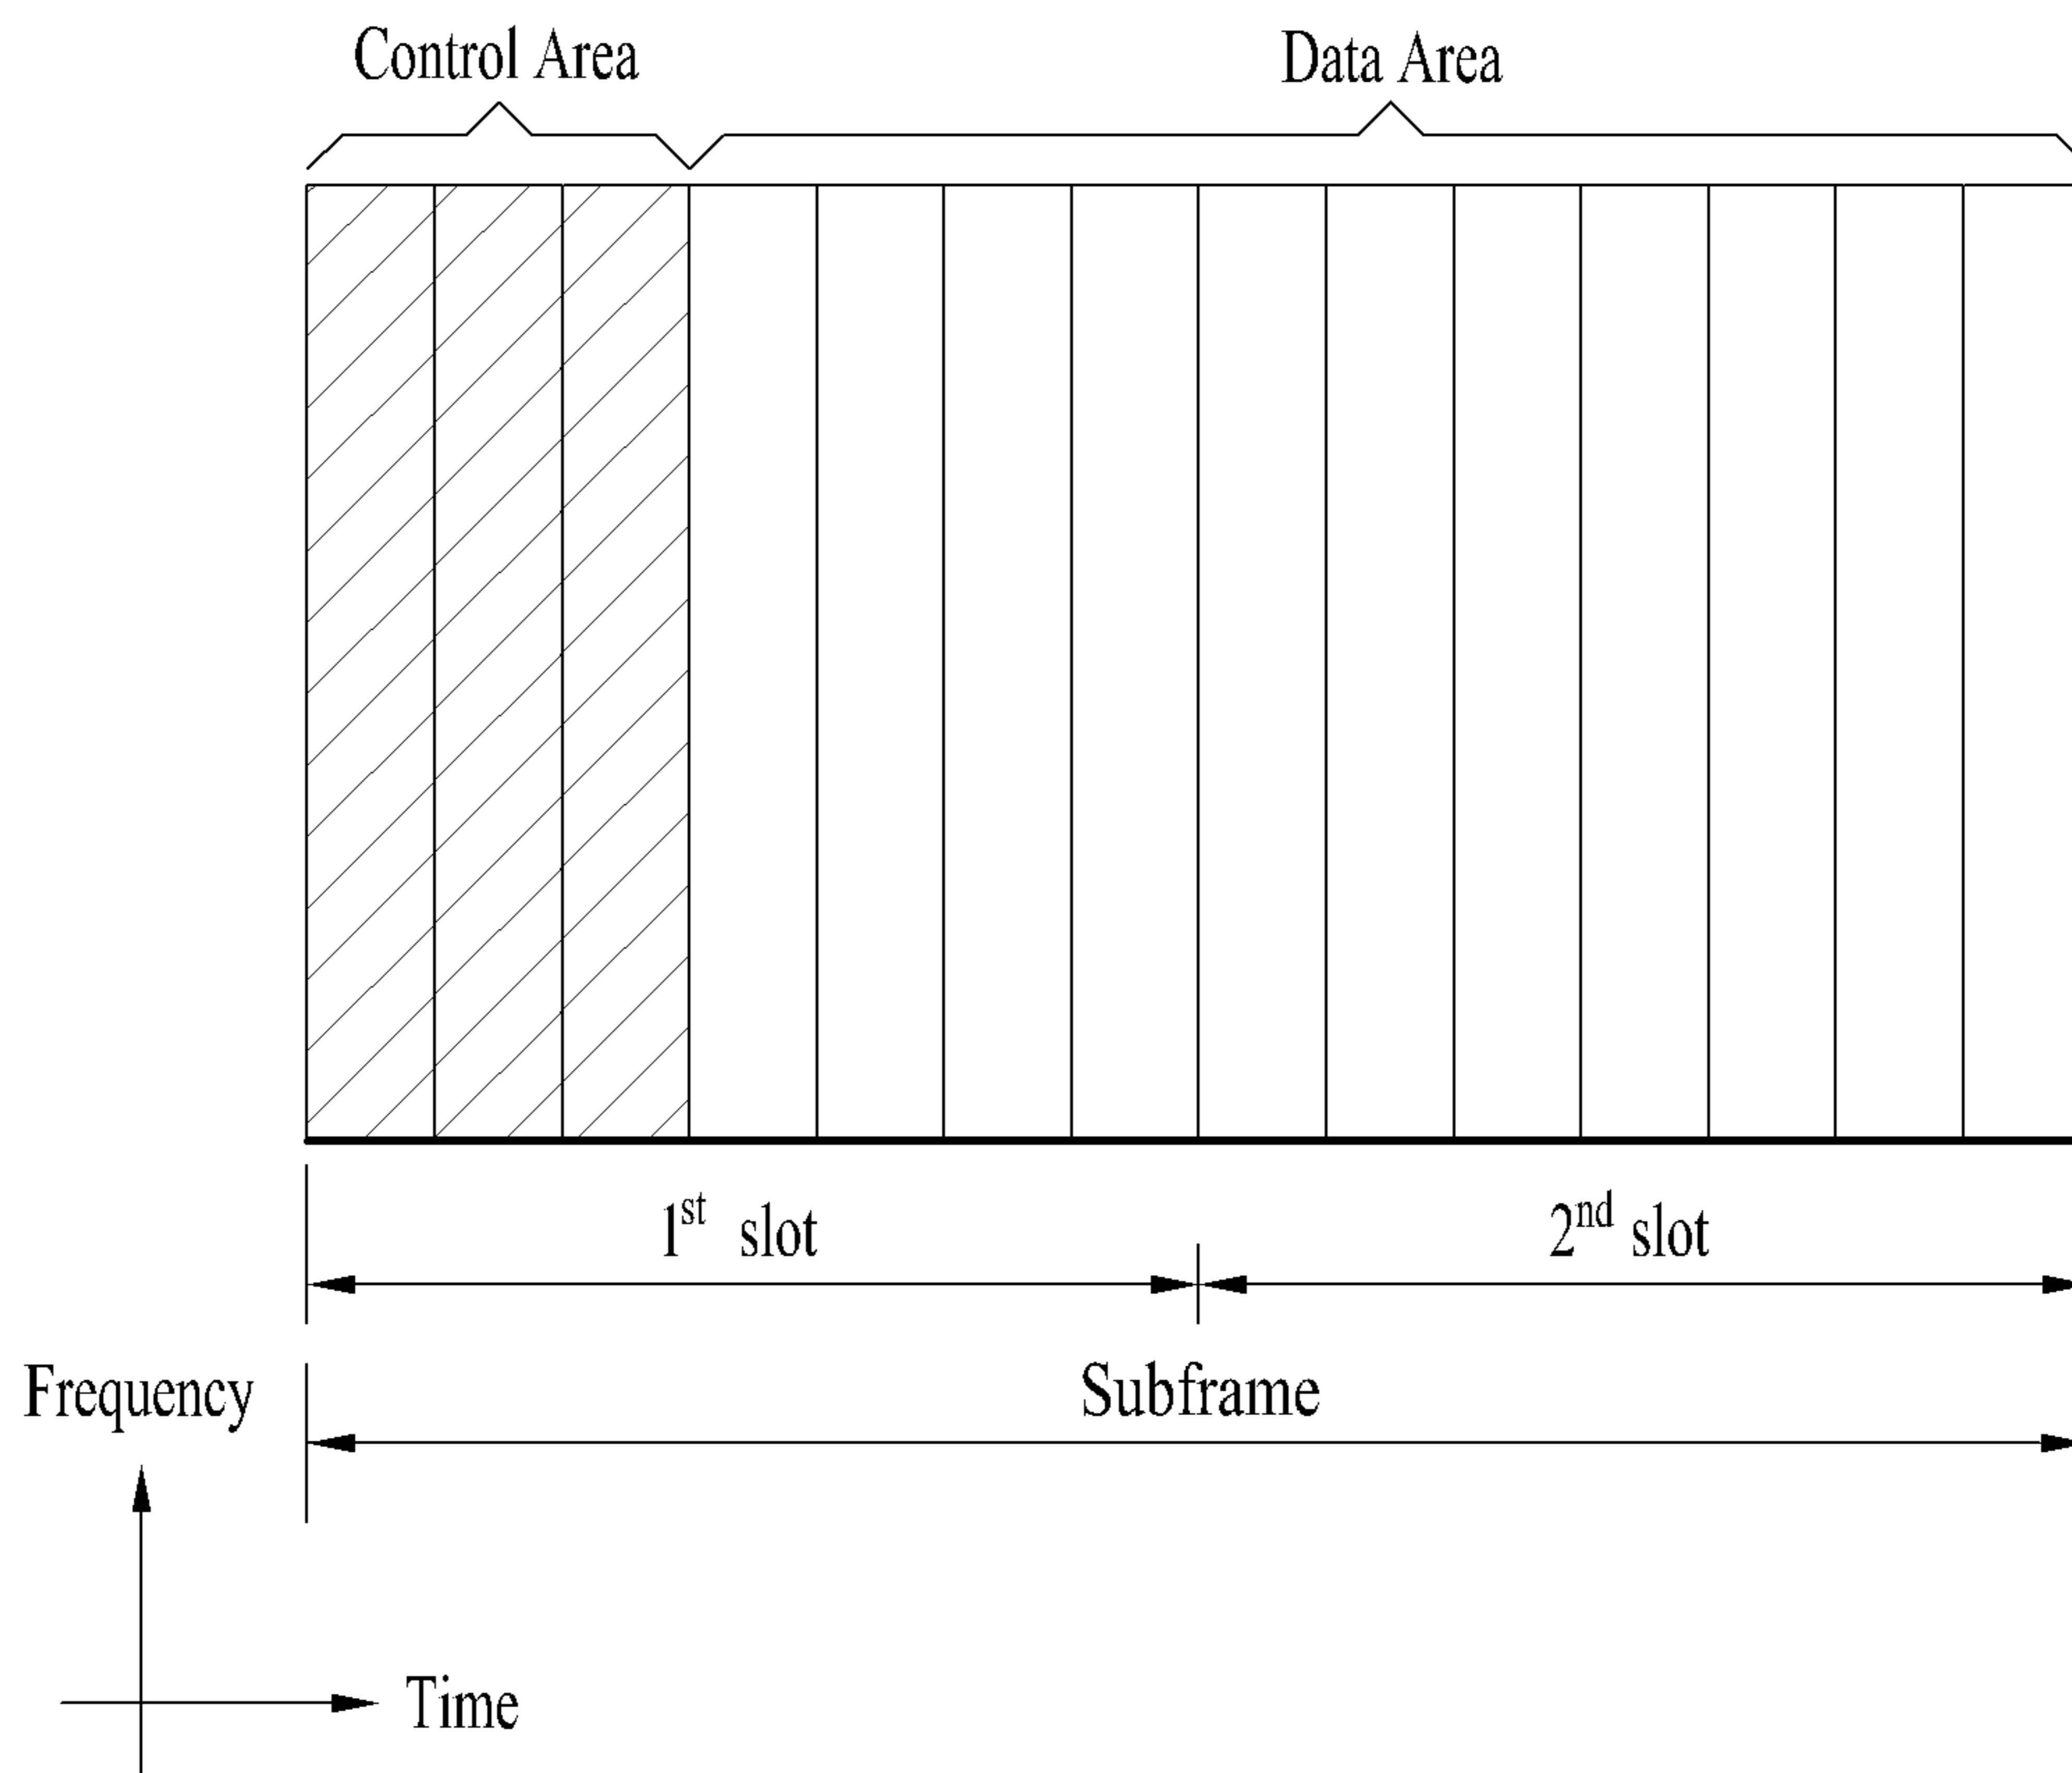 Control Area
Data Area
1st slot
2nd slot
Subframe
Frequency
Time